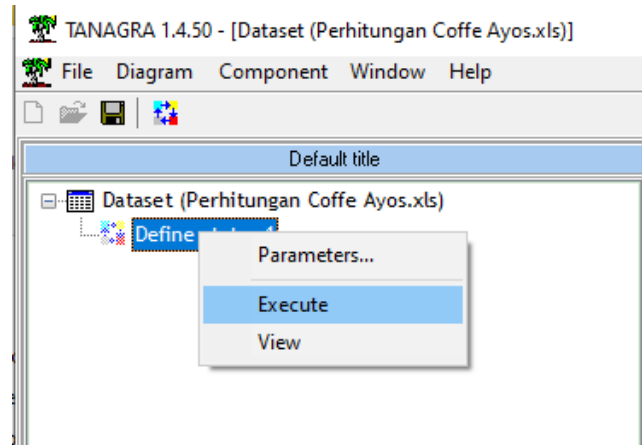 TANAGRA 1.4.50 - [Dataset (Perhitungan Coffe Ayos.xls)]
File Diagram Component Window Help
Default title
Dataset (Perhitungan Coffe Ayos.xls)
Define
Parameters...
Execute
View